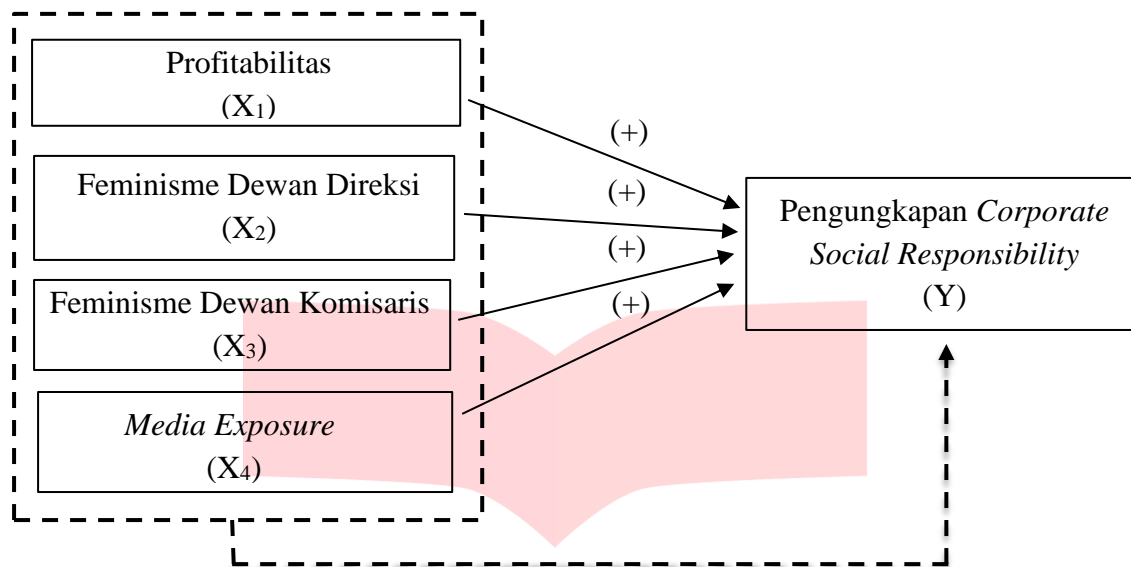 Profitabilitas
(X₁)
Feminisme Dewan Direksi
(X₂)
Feminisme Dewan Komisaris
(X₃)
Media Exposure
(X₄)
(+)
(+)
(+)
(+)
Pengungkapan Corporate
Social Responsibility
(Y)